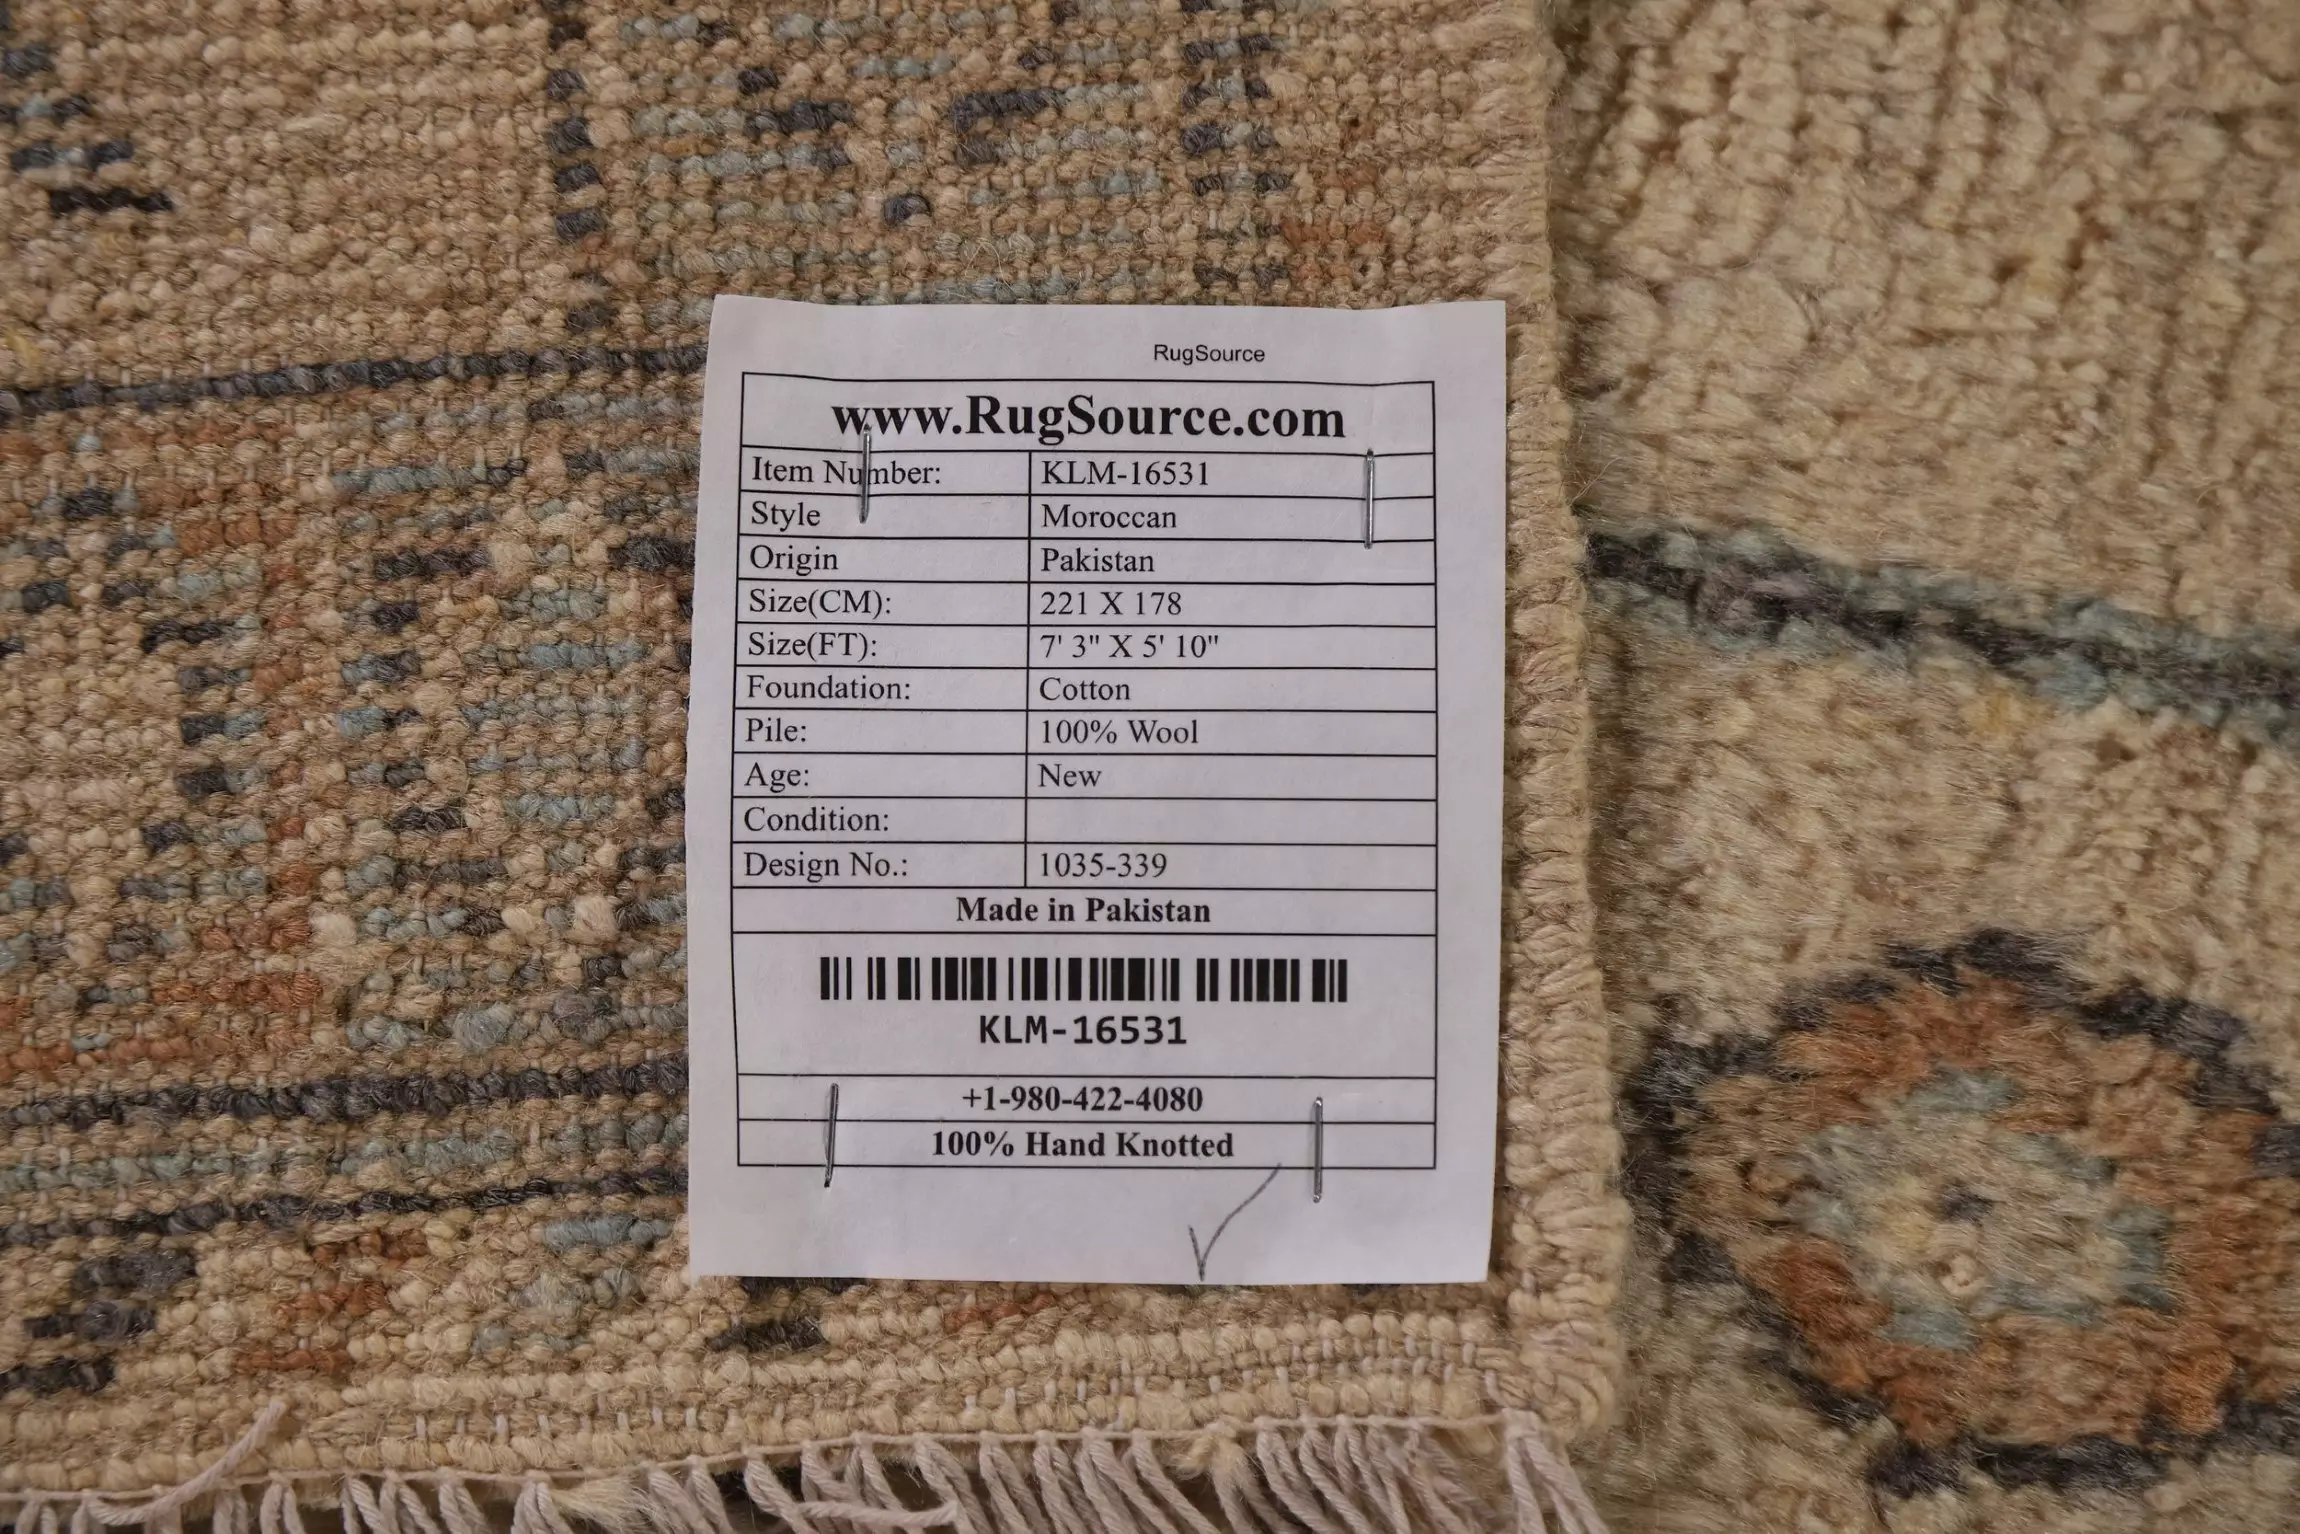 RugSource
www.RugSource.com
Item Number: KLM-16531
Style Moroccan
Origin Pakistan
Size(CM): 221 X 178
Size(FT): 7' 3" X 5' 10"
Foundation: Cotton
Pile: 100% Wool
Age: New
Condition:
Design No.: 1035-339
Made in Pakistan
KLM-16531
+1-980-422-4080
100% Hand Knotted